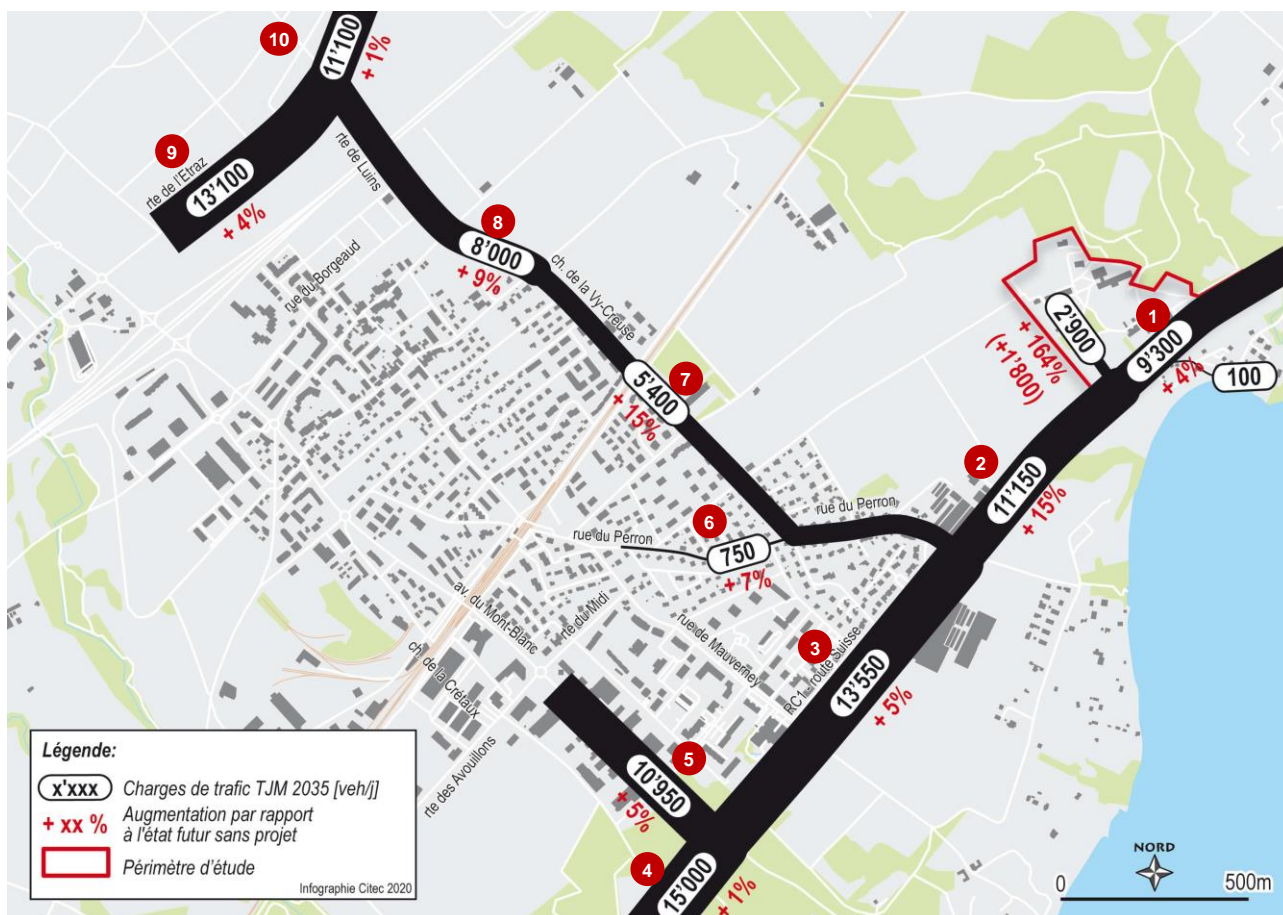 10
11'100
+ 1%
9
rte de l'Etraz
13'100
+ 4%
rte de Luins
8
8'000
+ 9%
ch. de la Vy-Creuse
rue du Borgeaud
1
2'900
+ 164%
(+1'800)
9'300
+ 4%
100
7
5'400
+ 15%
2
11'150
+ 15%
rue du Perron
6
rue du Perron
750
+ 7%
av. du Mont-Blanc
rte du Midi
rue de Mauverney
3
RC1 - route Suisse
13'550
+ 5%
ch. de la Crétaux
rte des Avouillons
5
10'950
+ 5%
4
15'000
+ 1%
Légende:
x'xxx Charges de trafic TJM 2035 [veh/j]
+ xx % Augmentation par rapport
à l'état futur sans projet
Périmètre d'étude
Infographie Citec 2020
NORD
0 500m